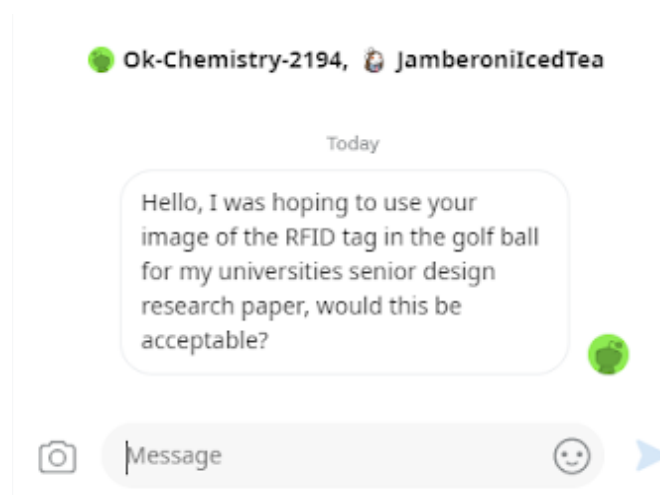 Ok-Chemistry-2194, JamberoniIcedTea
Today
Hello, I was hoping to use your
image of the RFID tag in the golf ball
for my universities senior design
research paper, would this be
acceptable?
Message